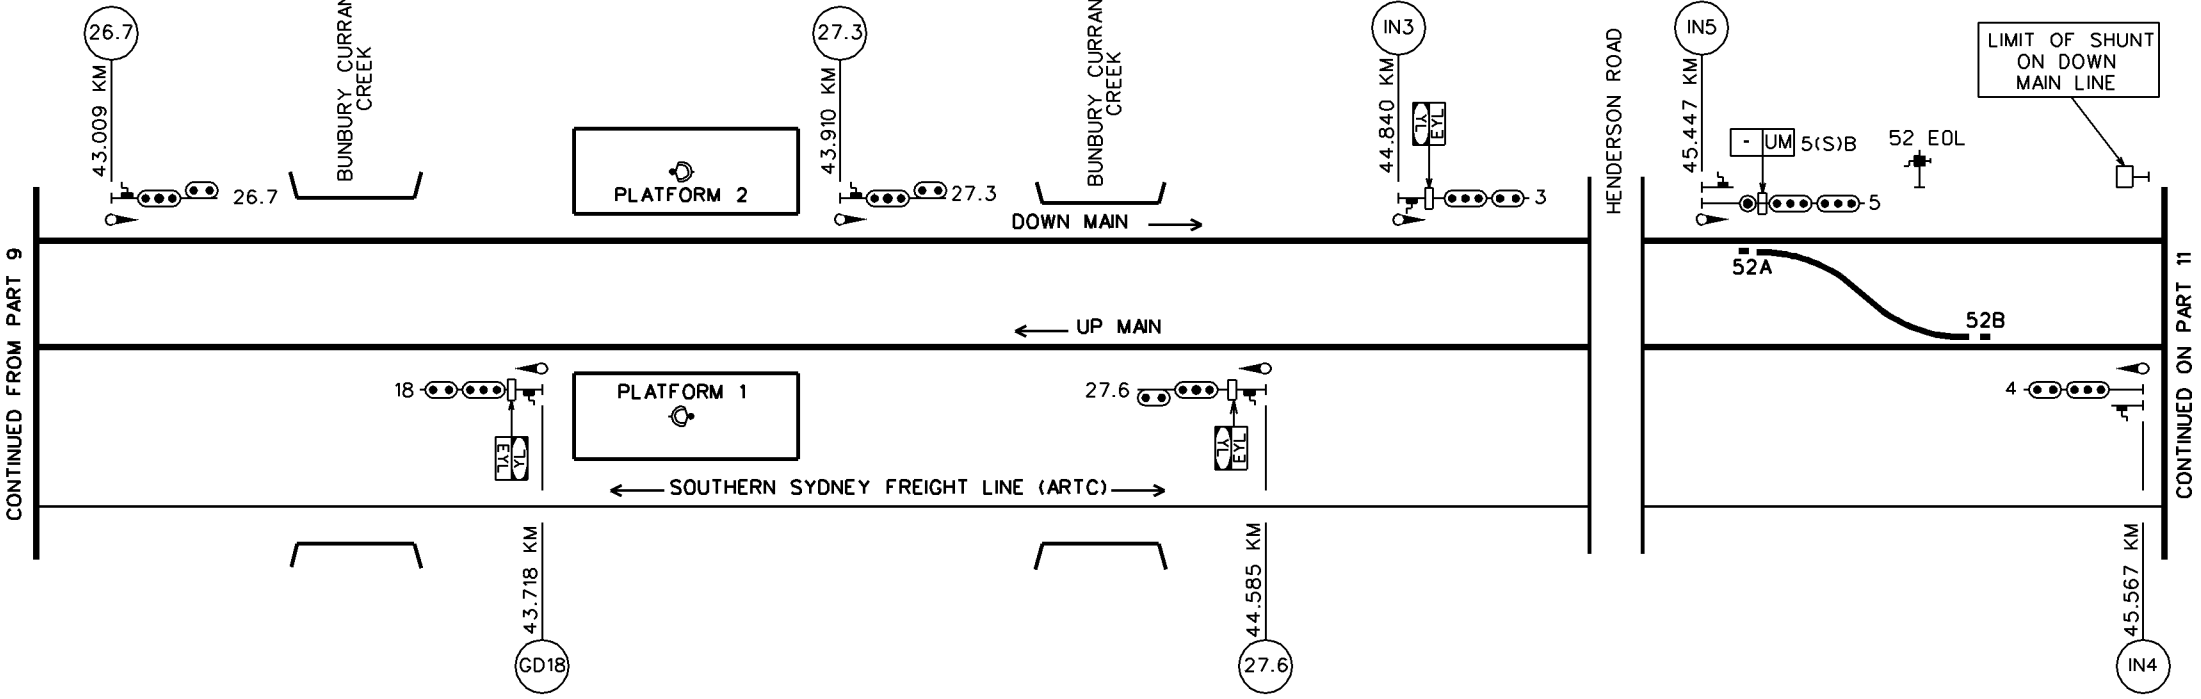 26.7
43.009 KM
BUNBURY CURRAN
CREEK
26.7
PLATFORM 2
27.3
43.910 KM
27.3
BUNBURY CURRAN
CREEK
DOWN MAIN
IN3
44.840 KM
YL
EYL
3
HENDERSON ROAD
IN5
45.447 KM
- UM
5(S)B
5
52 EOL
LIMIT OF SHUNT
ON DOWN
MAIN LINE
CONTINUED FROM PART 9
52A
52B
UP MAIN
CONTINUED ON PART 11
18
EYL
YL
PLATFORM 1
27.6
YL
EYL
4
SOUTHERN SYDNEY FREIGHT LINE (ARTC)
43.718 KM
GD18
44.585 KM
27.6
45.567 KM
IN4